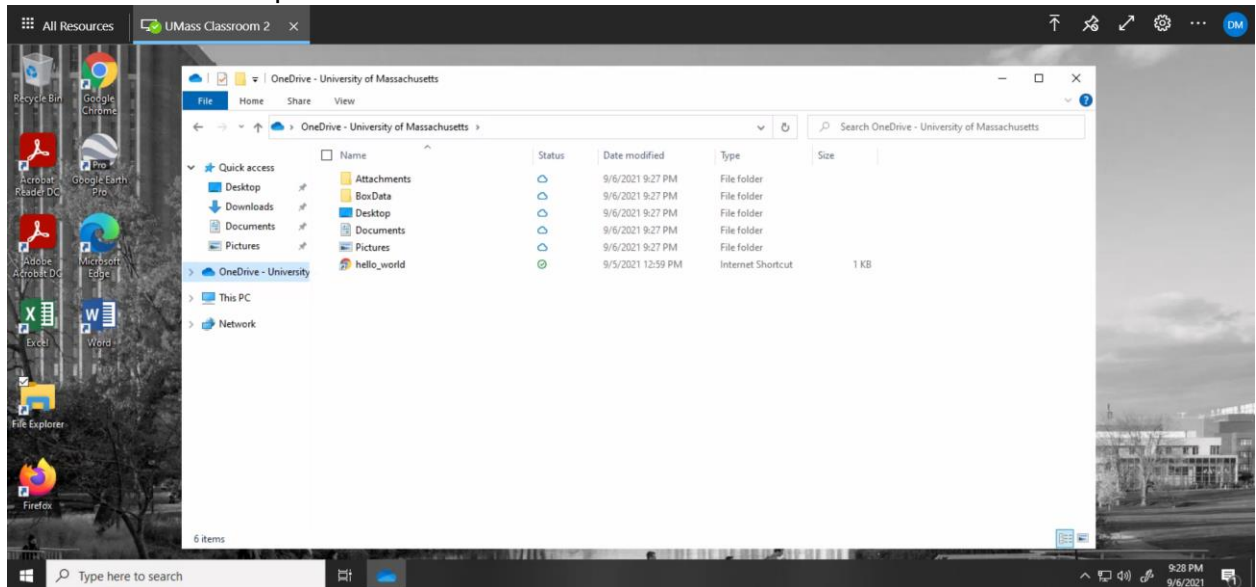 All Resources
UMass Classroom 2
DM
Recycle Bin
Google Chrome
Acrobat Reader DC
Google Earth Pro
Pro
Adobe Acrobat DC
Microsoft Edge
Excel
Word
File Explorer
Firefox
OneDrive - University of Massachusetts
File Home Share View
OneDrive - University of Massachusetts
Search OneDrive - University of Massachusetts
Quick access
Desktop
Downloads
Documents
Pictures
OneDrive - University
This PC
Network
Name Status Date modified Type Size
Attachments 9/6/2021 9:27 PM File folder
BoxData 9/6/2021 9:27 PM File folder
Desktop 9/6/2021 9:27 PM File folder
Documents 9/6/2021 9:27 PM File folder
Pictures 9/6/2021 9:27 PM File folder
hello_world 9/5/2021 12:59 PM Internet Shortcut 1 KB
6 items
Type here to search
9:28 PM
9/6/2021